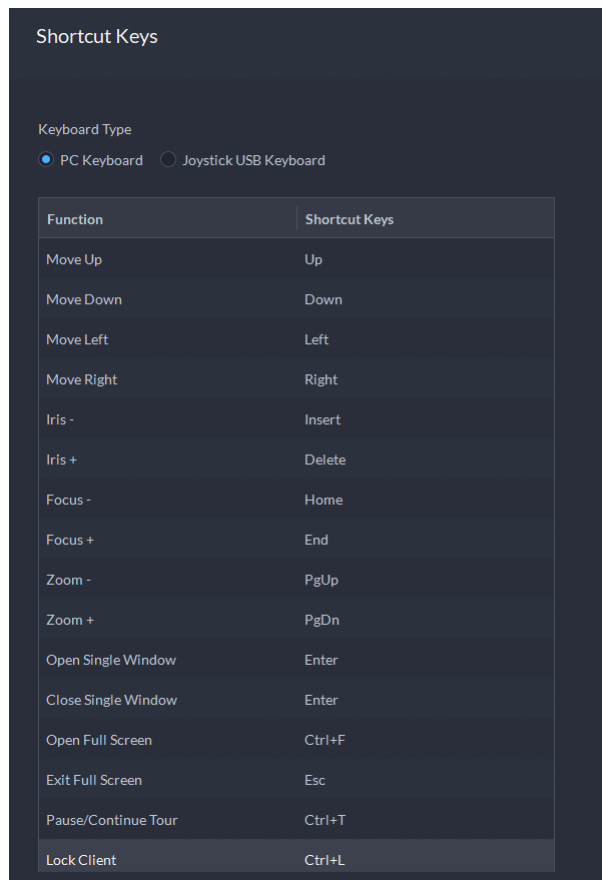 Shortcut Keys
Keyboard Type
PC Keyboard Joystick USB Keyboard
Function Shortcut Keys
Move Up Up
Move Down Down
Move Left Left
Move Right Right
Iris - Insert
Iris + Delete
Focus - Home
Focus + End
Zoom - PgUp
Zoom + PgDn
Open Single Window Enter
Close Single Window Enter
Open Full Screen Ctrl+F
Exit Full Screen Esc
Pause/Continue Tour Ctrl+T
Lock Client Ctrl+L